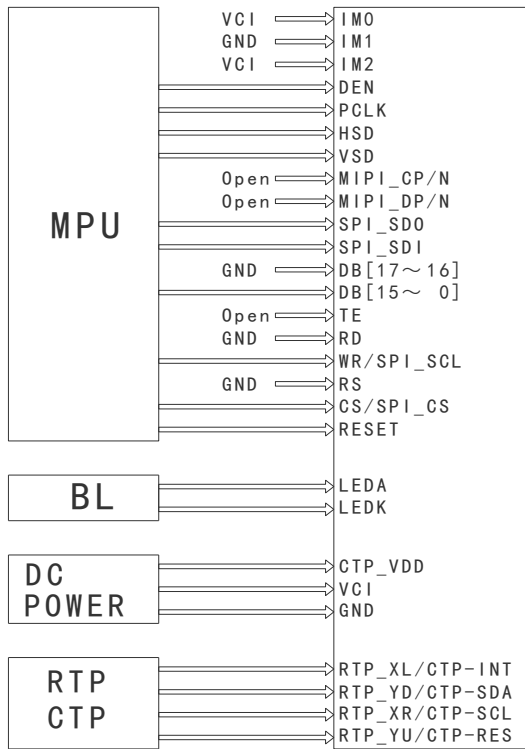 VCI IM0
GND IM1
VCI IM2
DEN
PCLK
HSD
VSD
Open MIPI_CP/N
Open MIPI_DP/N
MPU
SPI_SDO
SPI_SDI
GND DB[17～16]
DB[15～ 0]
Open TE
GND RD
WR/SPI_SCL
GND RS
CS/SPI_CS
RESET
BL
LEDA
LEDK
DC
POWER
CTP_VDD
VCI
GND
RTP
CTP
RTP_XL/CTP-INT
RTP_YD/CTP-SDA
RTP_XR/CTP-SCL
RTP_YU/CTP-RES